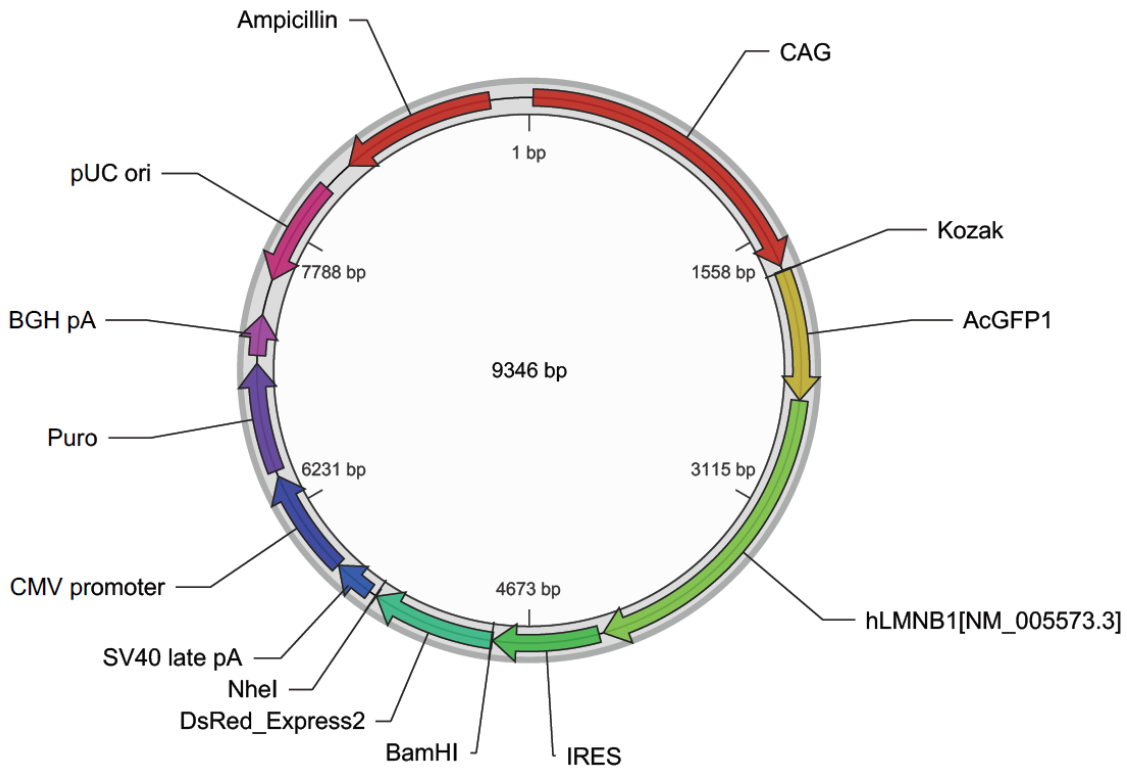 Ampicillin
CAG
1 bp
pUC ori
Kozak
1558 bp
7788 bp
BGH pA
AcGFP1
9346 bp
Puro
6231 bp
3115 bp
CMV promoter
4673 bp
hLMNB1[NM_005573.3]
SV40 late pA
NheI
DsRed_Express2
BamHI
IRES